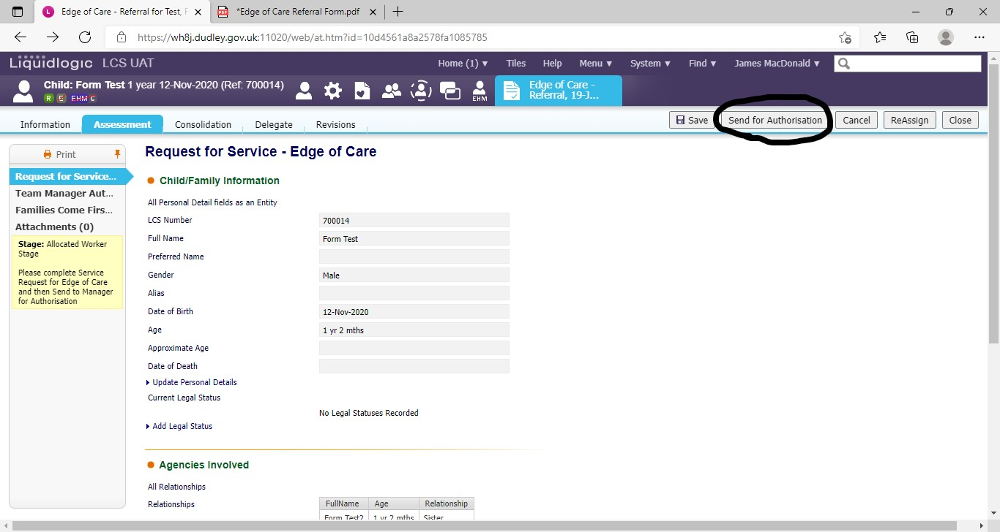 Edge of Care - Referral for Test, F
*Edge of Care Referral Form.pdf
https://wh8j.dudley.gov.uk:11020/web/at.htm?id=10d4561a8a2578fa1085785
Liquidlogic LCS UAT
Home (1) ▼ Tiles Help Menu ▼ System ▼ Find ▼ James MacDonald ▼
Child: Form Test 1 year 12-Nov-2020 (Ref: 700014)
R E EHM C
EHM
Edge of Care -
Referral, 19-J...
Information Assessment Consolidation Delegate Revisions
Save Send for Authorisation Cancel ReAssign Close
Print
Request for Service...
Team Manager Aut...
Families Come Firs...
Attachments (0)
Stage: Allocated Worker
Stage
Please complete Service
Request for Edge of Care
and then Send to Manager
for Authorisation
Request for Service - Edge of Care
Child/Family Information
All Personal Detail fields as an Entity
LCS Number 700014
Full Name Form Test
Preferred Name
Gender Male
Alias
Date of Birth 12-Nov-2020
Age 1 yr 2 mths
Approximate Age
Date of Death
Update Personal Details
Current Legal Status
No Legal Statuses Recorded
Add Legal Status
Agencies Involved
All Relationships
Relationships
FullName Age Relationship
Form Test2 1 yr 2 mths Sister